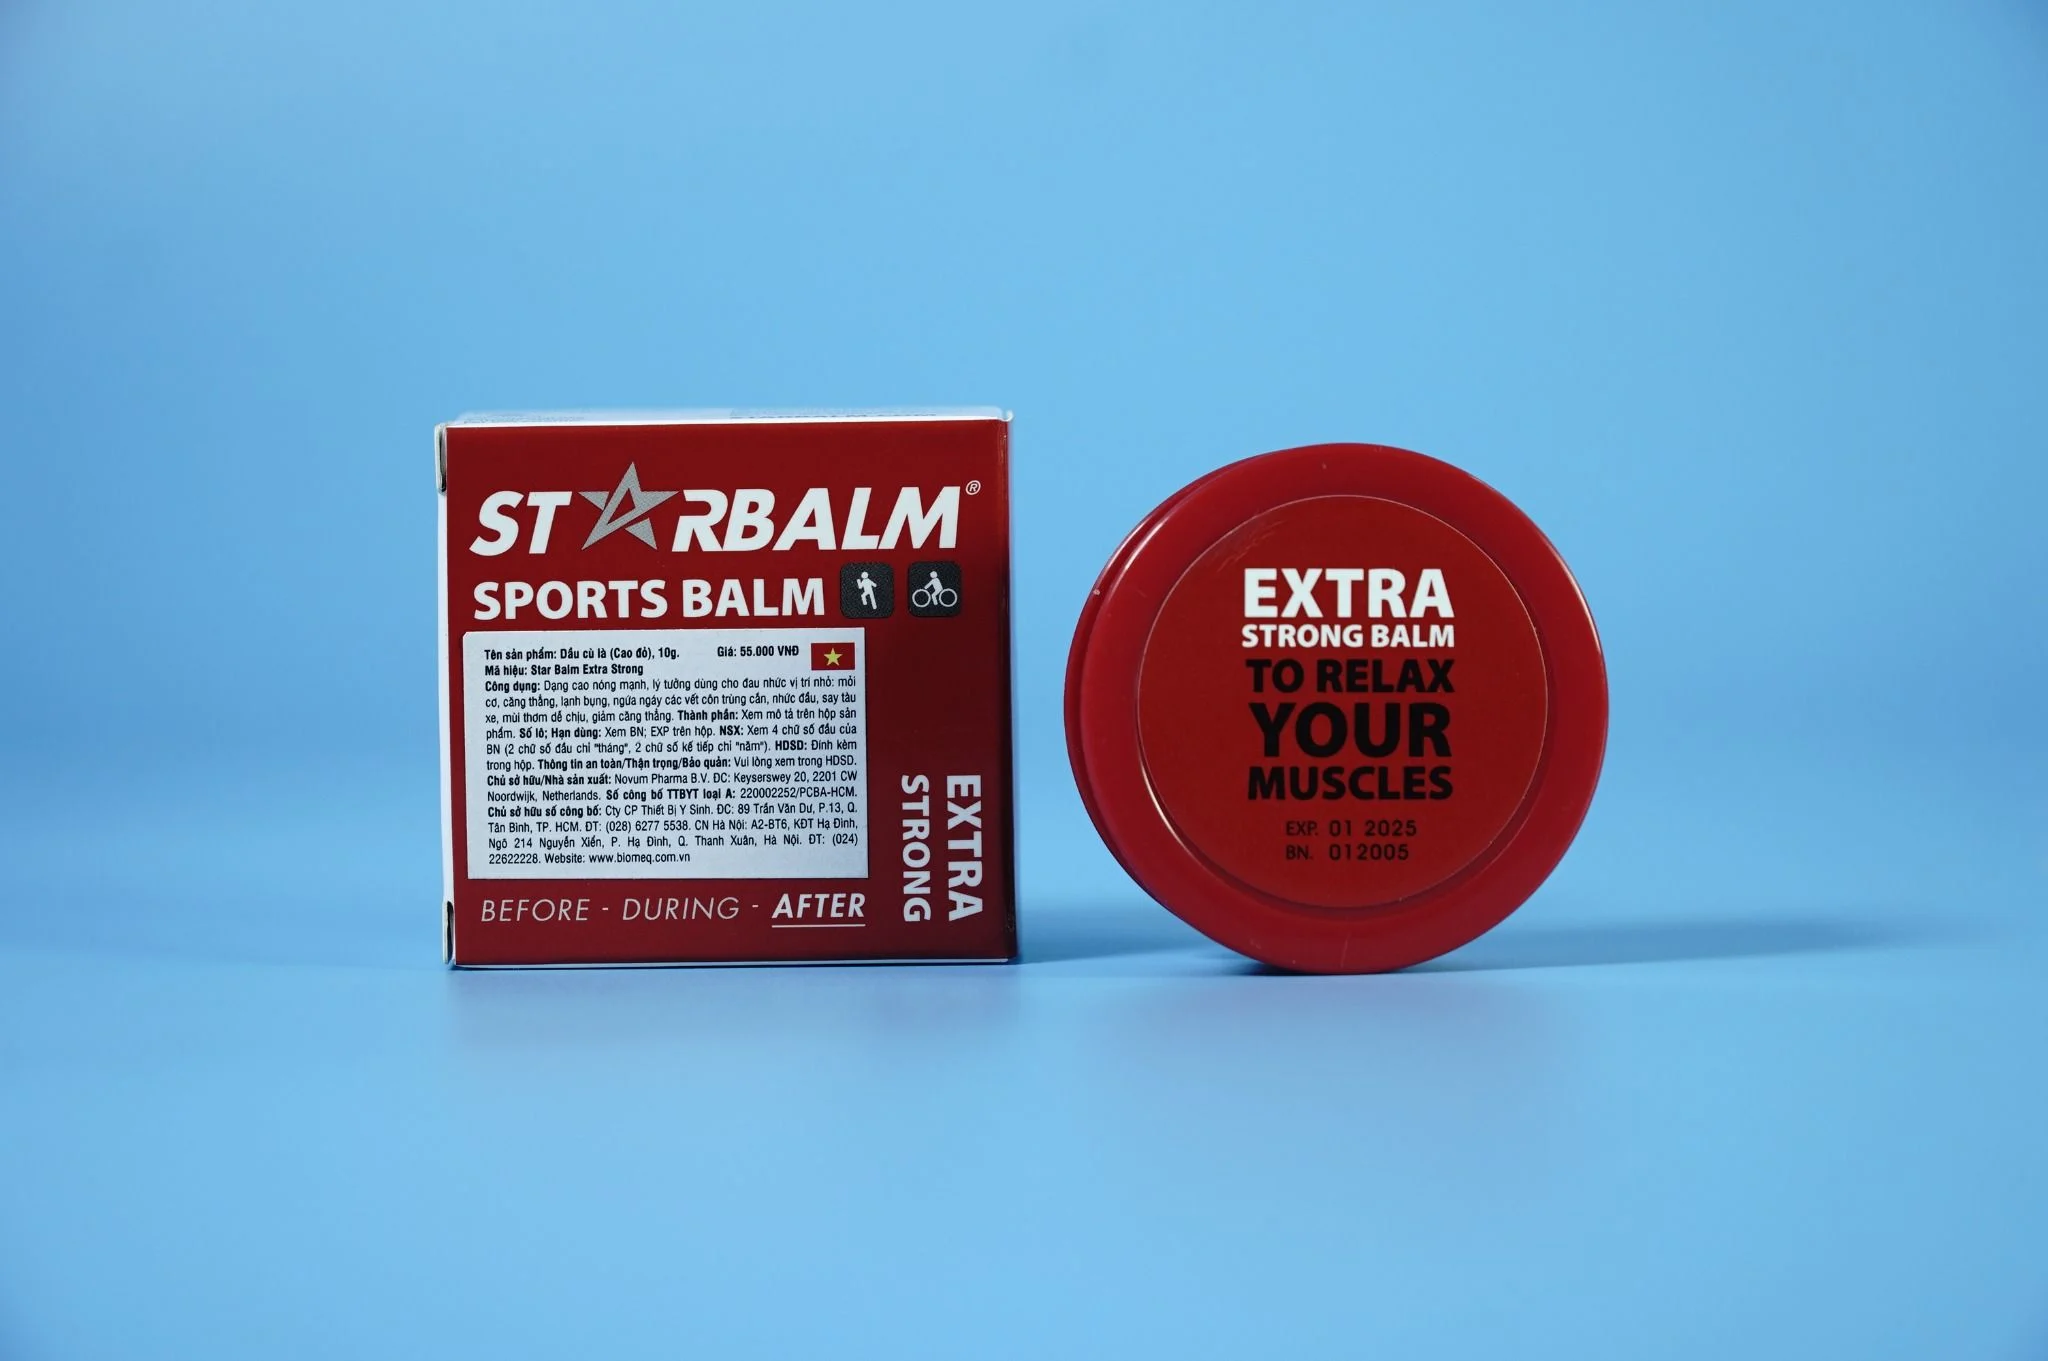 STARBALM®
SPORTS BALM
Tên sản phẩm: Dầu cù là (Cao đỏ), 10g. Giá: 55.000 VNĐ
Mã hiệu: Star Balm Extra Strong
Công dụng: Dạng cao nóng mạnh, lý tưởng dùng cho đau nhức vị trí nhỏ: mỏi
cơ, căng thẳng, lạnh bụng, ngứa ngáy các vết côn trùng cắn, nhức đầu, say tàu
xe, mùi thơm dễ chịu, giảm căng thẳng. Thành phần: Xem mô tả trên hộp sản
phẩm. Số lô; Hạn dùng: Xem BN; EXP trên hộp. NSX: Xem 4 chữ số đầu của
BN (2 chữ số đầu chỉ "tháng", 2 chữ số kế tiếp chỉ "năm"). HDSD: Đính kèm
trong hộp. Thông tin an toàn/Thận trọng/Bảo quản: Vui lòng xem trong HDSD.
Chủ sở hữu/Nhà sản xuất: Novum Pharma B.V. ĐC: Keyserswey 20, 2201 CW
Noordwijk, Netherlands. Số công bố TTBYT loại A: 220002252/PCBA-HCM.
Chủ sở hữu số công bố: Cty CP Thiết Bị Y Sinh. ĐC: 89 Trần Văn Dư, P.13, Q.
Tân Bình, TP. HCM. ĐT: (028) 6277 5538. CN Hà Nội: A2-BT6, KĐT Hạ Đình,
Ngõ 214 Nguyễn Xiển, P. Hạ Đình, Q. Thanh Xuân, Hà Nội. ĐT: (024)
22622228. Website: www.biomeq.com.vn
EXTRA
STRONG
BEFORE - DURING - AFTER
EXTRA
STRONG BALM
TO RELAX
YOUR
MUSCLES
EXP. 01 2025
BN. 012005